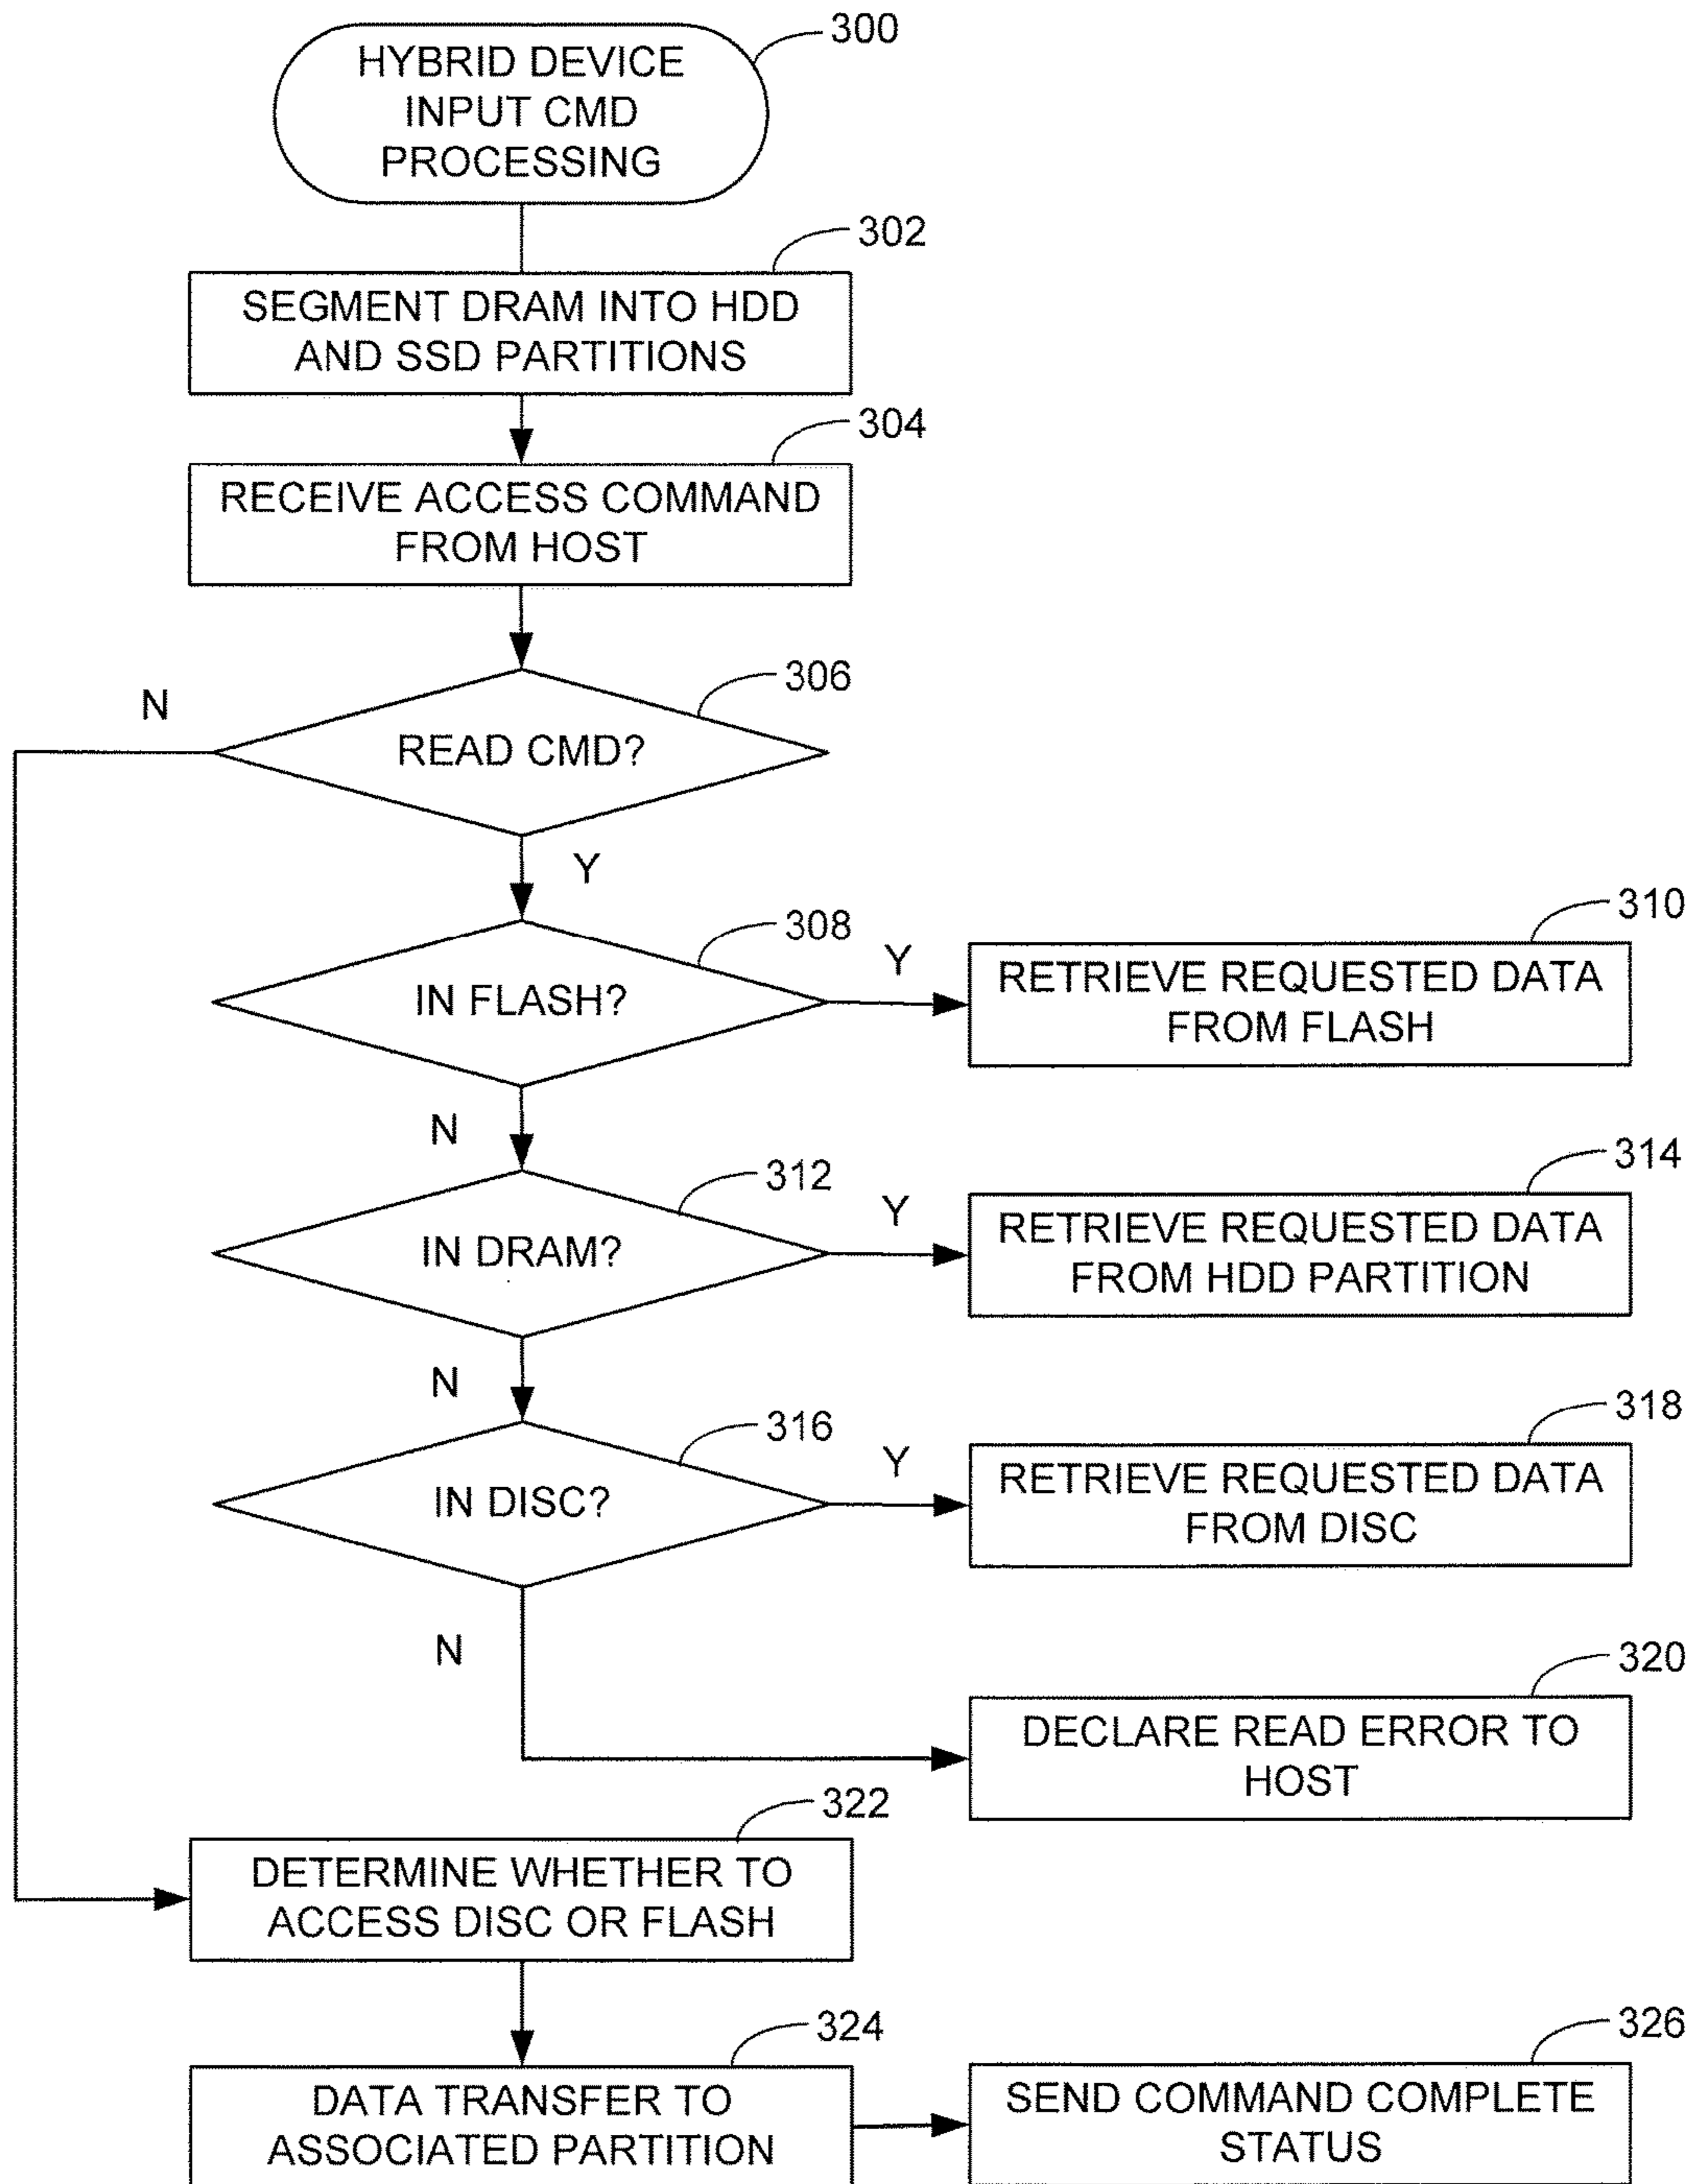 300
HYBRID DEVICE
INPUT CMD
PROCESSING
302
SEGMENT DRAM INTO HDD
AND SSD PARTITIONS
304
RECEIVE ACCESS COMMAND
FROM HOST
306
N
READ CMD?
Y
308
310
Y
IN FLASH?
RETRIEVE REQUESTED DATA
FROM FLASH
N
312
314
Y
IN DRAM?
RETRIEVE REQUESTED DATA
FROM HDD PARTITION
N
316
318
Y
IN DISC?
RETRIEVE REQUESTED DATA
FROM DISC
N
320
DECLARE READ ERROR TO
HOST
322
DETERMINE WHETHER TO
ACCESS DISC OR FLASH
324
DATA TRANSFER TO
ASSOCIATED PARTITION
326
SEND COMMAND COMPLETE
STATUS